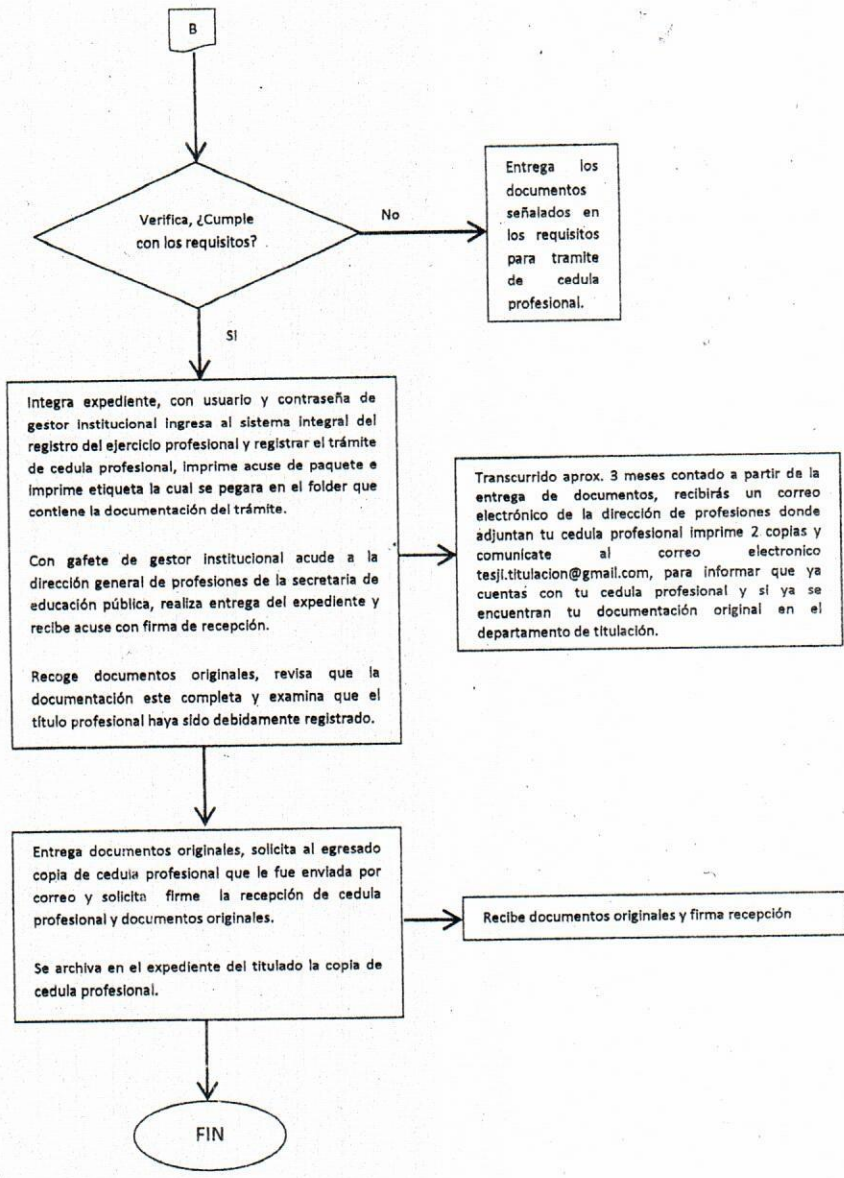 B
Verifica, ¿Cumple
con los requisitos?
No
Entrega los
documentos
señalados en
los requisitos
para tramite
de cedula
profesional.
SI
Integra expediente, con usuario y contraseña de
gestor institucional ingresa al sistema integral del
registro del ejercicio profesional y registrar el trámite
de cedula profesional, imprime acuse de paquete e
imprime etiqueta la cual se pegara en el folder que
contiene la documentación del trámite.
Con gafete de gestor institucional acude a la
dirección general de profesiones de la secretaria de
educación pública, realiza entrega del expediente y
recibe acuse con firma de recepción.
Recoge documentos originales, revisa que la
documentación este completa y examina que el
título profesional haya sido debidamente registrado.
Transcurrido aprox. 3 meses contado a partir de la
entrega de documentos, recibirás un correo
electrónico de la dirección de profesiones donde
adjuntan tu cedula profesional imprime 2 copias y
comunícate al correo electronico
tesji.titulacion@gmail.com, para informar que ya
cuentas con tu cedula profesional y si ya se
encuentran tu documentación original en el
departamento de titulación.
Entrega documentos originales, solicita al egresado
copia de cedula profesional que le fue enviada por
correo y solicita firme la recepción de cedula
profesional y documentos originales.
Se archiva en el expediente del titulado la copia de
cedula profesional.
Recibe documentos originales y firma recepción
FIN